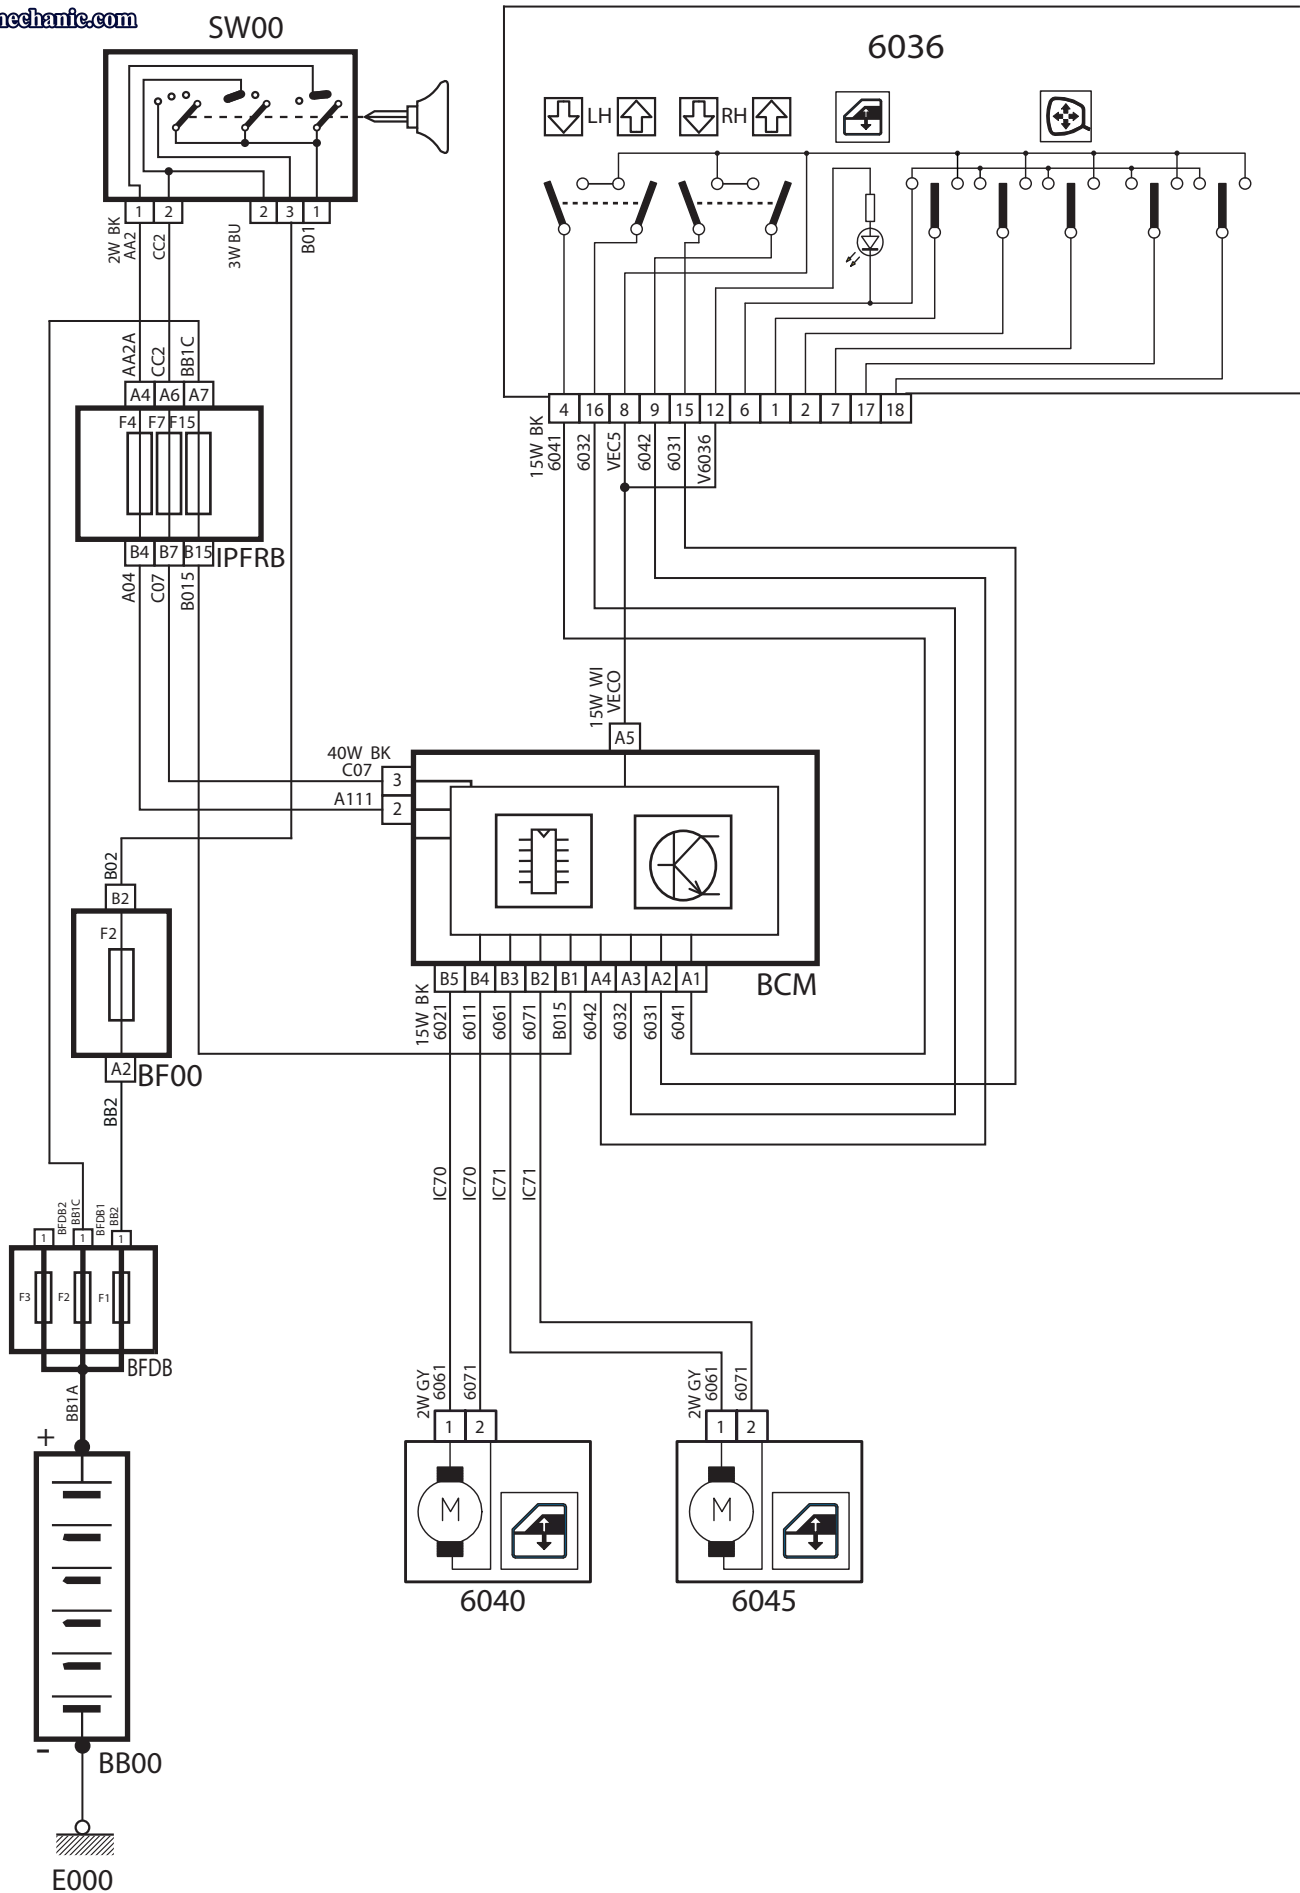 mechanic.com
SW00
6036
LH
RH
1 2 2 3 1
2W BK
AA2
CC2
3W BU
B01
AA2A
CC2
BB1C
A4 A6 A7
F4 F7 F15
B4 B7 B15
IPFRB
A04
C07
B015
4 16 8 9 15 12 6 1 2 7 17 18
15W BK
6041
6032
VEC5
6042
6031
V6036
15W WI
VECO
A5
40W BK
C07
3
A111
2
B02
B2
F2
A2
BF00
BB2
B5 B4 B3 B2 B1 A4 A3 A2 A1
BCM
15W BK
6021
6011
6061
6071
B015
6042
6032
6031
6041
IC70
IC70
IC71
IC71
BFDB2
BB1C
BFDB1
BB2
1 1 1
F3 F2 F1
BFDB
BB1A
+
-
BB00
E000
2W GY
6061
6071
1 2
M
6040
2W GY
6061
6071
1 2
M
6045